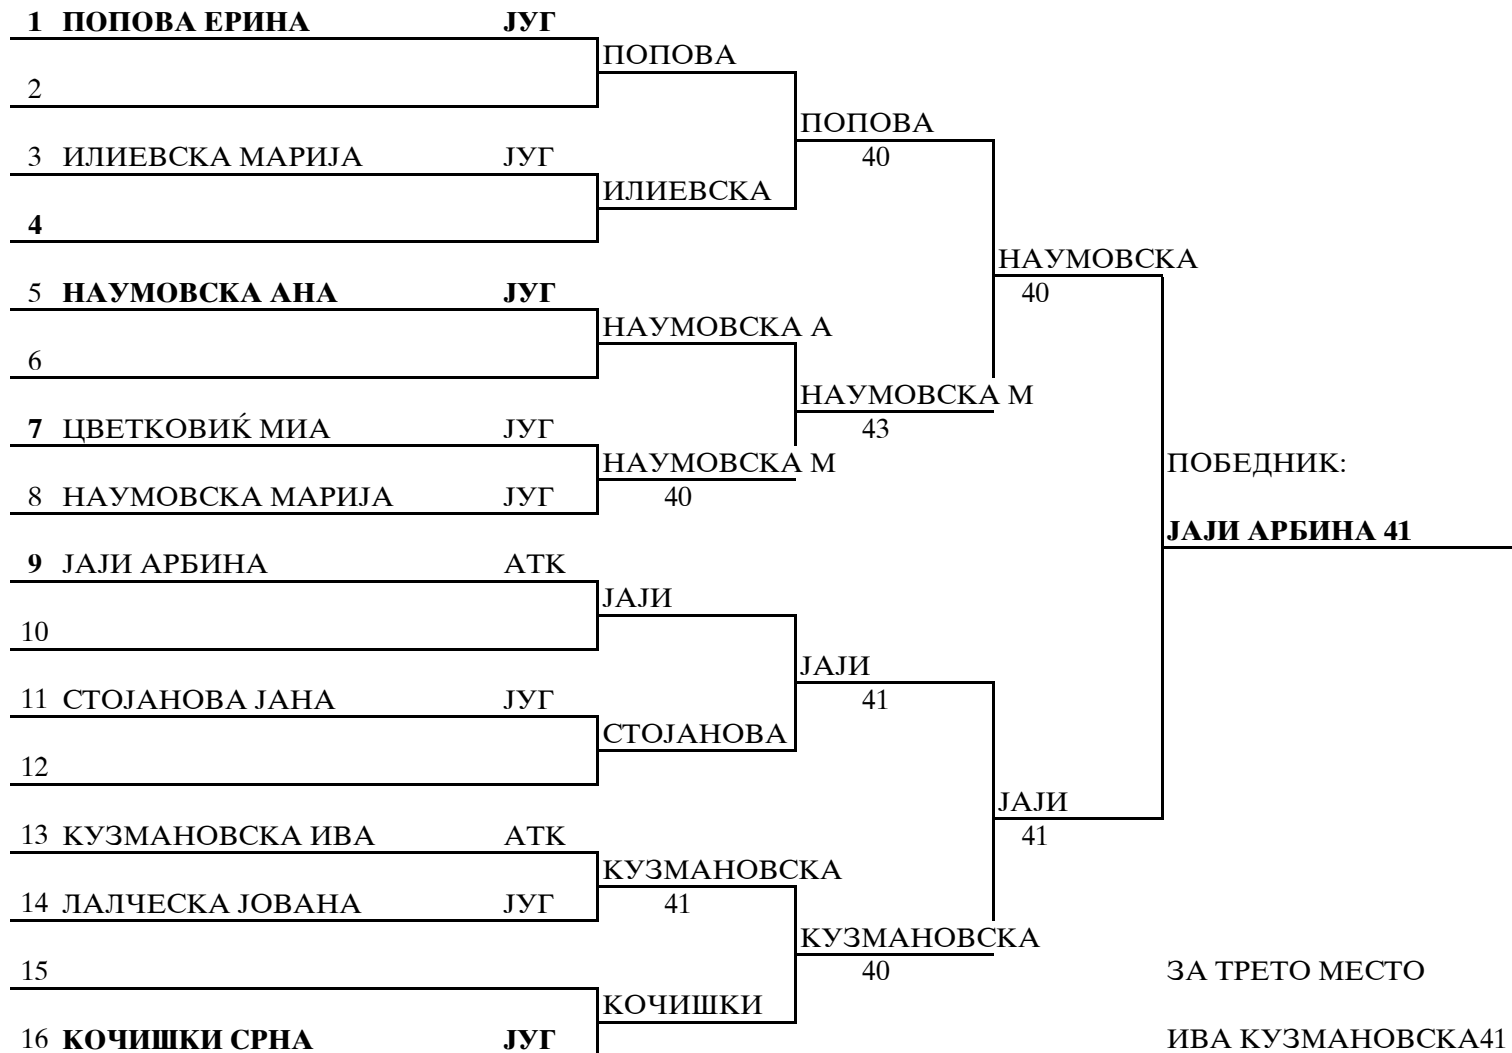 1 ПОПОВА ЕРИНА ЈУГ
ПОПОВА
2
ПОПОВА
3 ИЛИЕВСКА МАРИЈА ЈУГ 40
ИЛИЕВСКА
4
НАУМОВСКА
5 НАУМОВСКА АНА ЈУГ 40
НАУМОВСКА А
6
НАУМОВСКА М
7 ЦВЕТКОВИЌ МИА ЈУГ 43
НАУМОВСКА М ПОБЕДНИК:
8 НАУМОВСКА МАРИЈА ЈУГ 40
ЈАЈИ АРБИНА 41
9 ЈАЈИ АРБИНА АТК
ЈАЈИ
10
ЈАЈИ
11 СТОЈАНОВА ЈАНА ЈУГ 41
СТОЈАНОВА
12
ЈАЈИ
13 КУЗМАНОВСКА ИВА АТК 41
КУЗМАНОВСКА
14 ЛАЛЧЕСКА ЈОВАНА ЈУГ 41
КУЗМАНОВСКА
15 40 ЗА ТРЕТО МЕСТО
КОЧИШКИ
16 КОЧИШКИ СРНА ЈУГ ИВА КУЗМАНОВСКА41